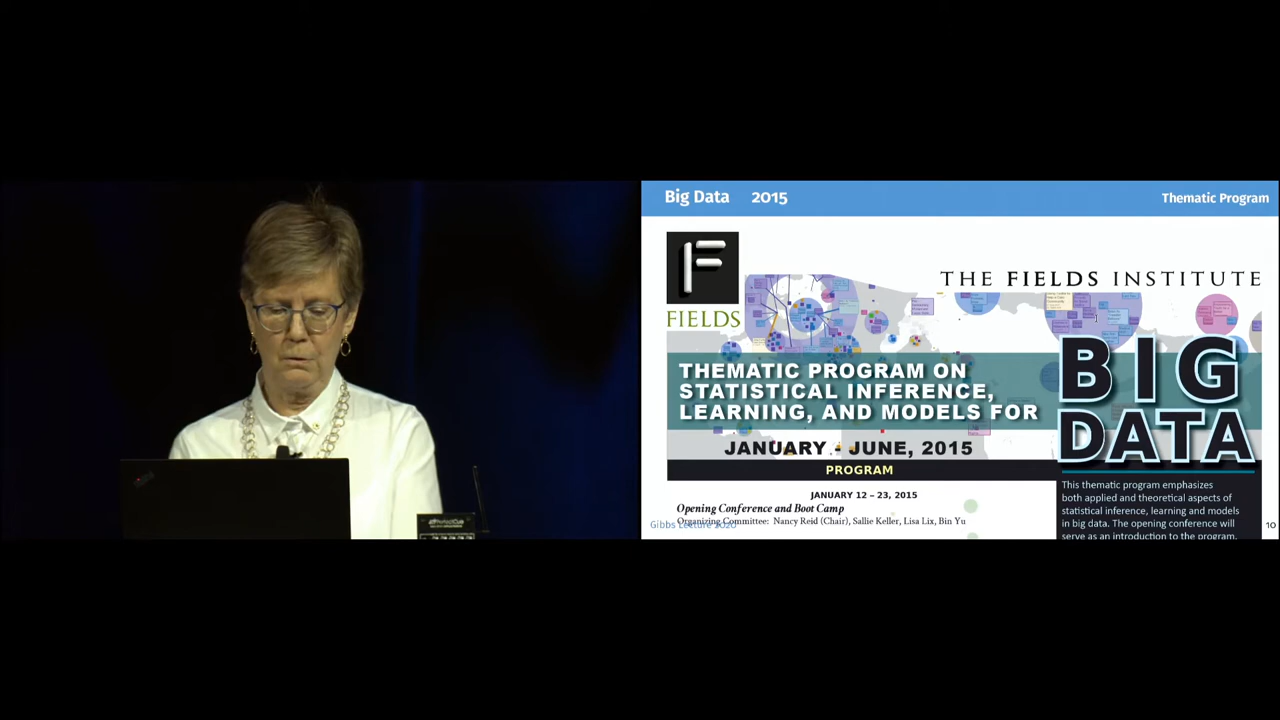 Big Data 2015
Thematic Program
FIELDS
THE FIELDS INSTITUTE
THEMATIC PROGRAM ON
STATISTICAL INFERENCE,
LEARNING, AND MODELS FOR
BIG
DATA
JANUARY - JUNE, 2015
PROGRAM
JANUARY 12 – 23, 2015
Opening Conference and Boot Camp
Organizing Committee: Nancy Reid (Chair), Sallie Keller, Lisa Lix, Bin Yu
This thematic program emphasizes
both applied and theoretical aspects of
statistical inference, learning and models
in big data. The opening conference will
serve as an introduction to the program,
Gibbs Lecture 2020
10